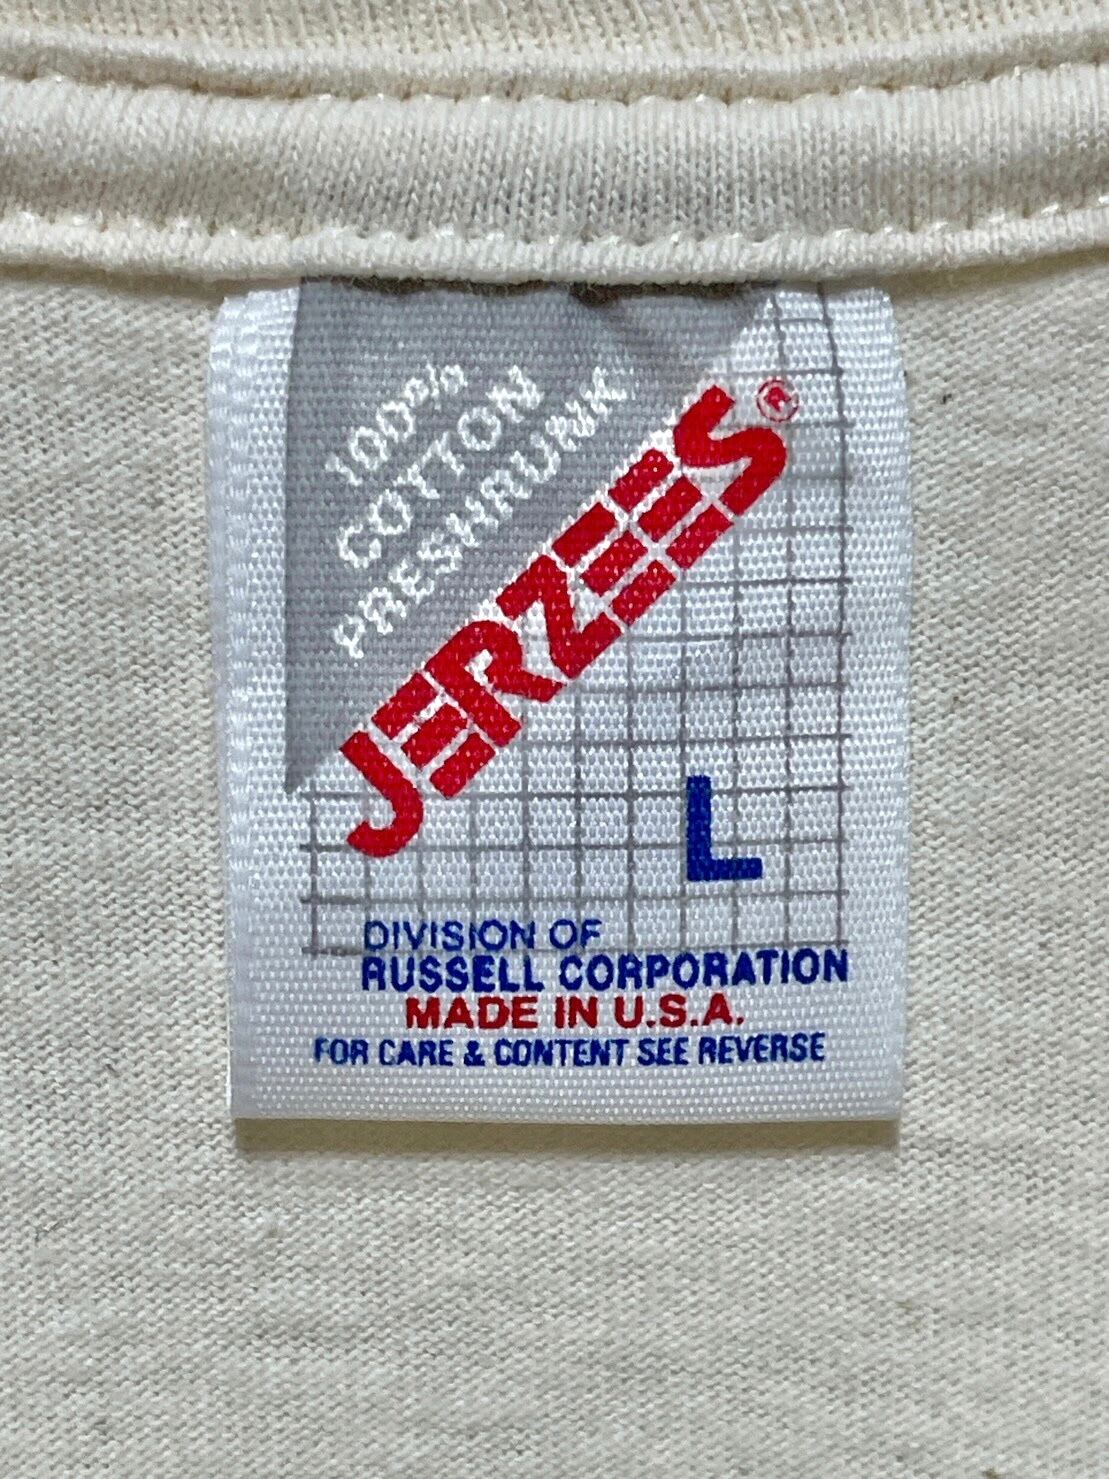 100%
COTTON
PRESHRUNK
JERZEES®
L
DIVISION OF
RUSSELL CORPORATION
MADE IN U.S.A.
FOR CARE & CONTENT SEE REVERSE